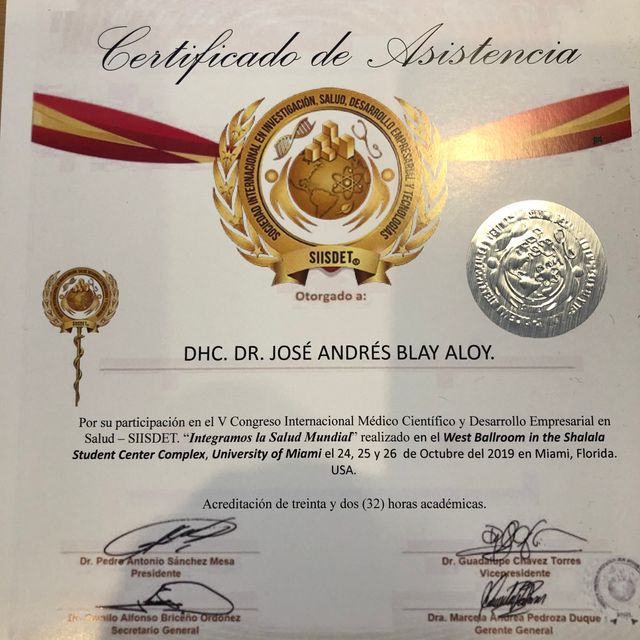 Certificado de Asistencia
SOCIEDAD INTERNACIONAL EN INVESTIGACIÓN, SALUD, DESARROLLO EMPRESARIAL Y TECNOLOGÍAS
SIISDET®
Otorgado a:
SIISDET
DHC. DR. JOSÉ ANDRÉS BLAY ALOY.
Por su participación en el V Congreso Internacional Médico Científico y Desarrollo Empresarial en
Salud – SIISDET. “Integramos la Salud Mundial” realizado en el West Ballroom in the Shalala
Student Center Complex, University of Miami el 24, 25 y 26 de Octubre del 2019 en Miami, Florida.
USA.
Acreditación de treinta y dos (32) horas académicas.
Dr. Pedro Antonio Sánchez Mesa
Presidente
Dr. Guadalupe Chávez Torres
Vicepresidente
Camilo Alfonso Briceño Ordoñez
Secretario General
Dra. Marcela Andrea Pedroza Duque
Gerente General